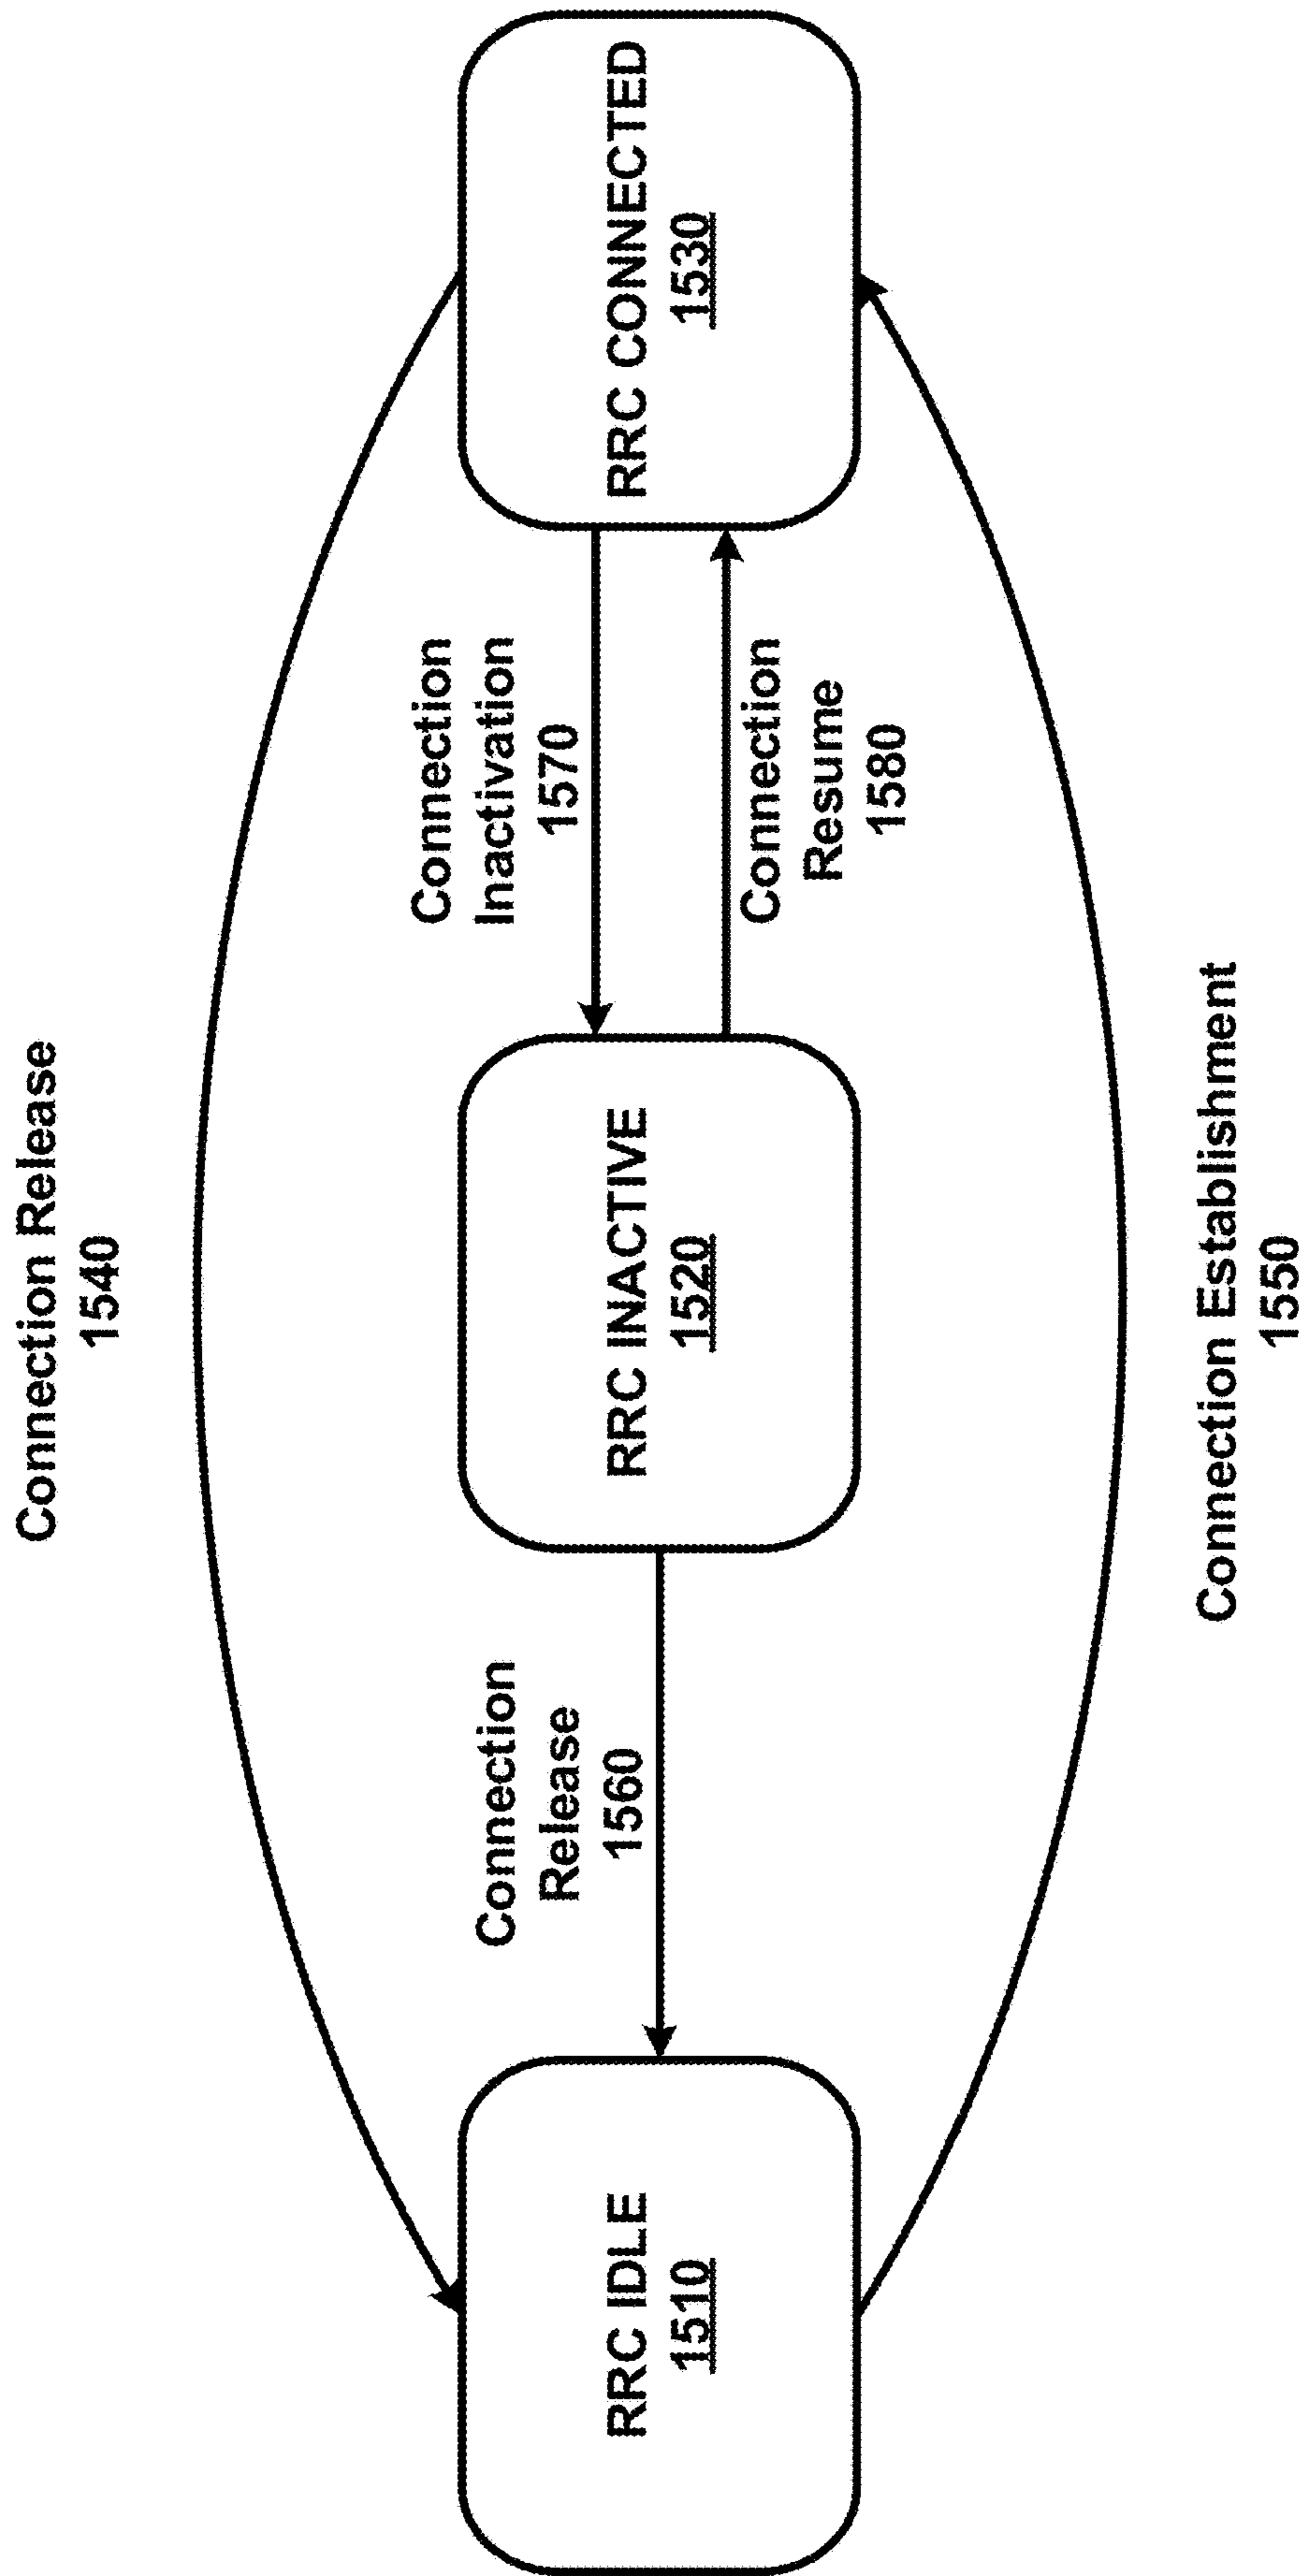 Connection Release
1540
RRC IDLE
1510
Connection
Release
1560
RRC INACTIVE
1520
Connection
Inactivation
1570
Connection
Resume
1580
RRC CONNECTED
1530
Connection Establishment
1550